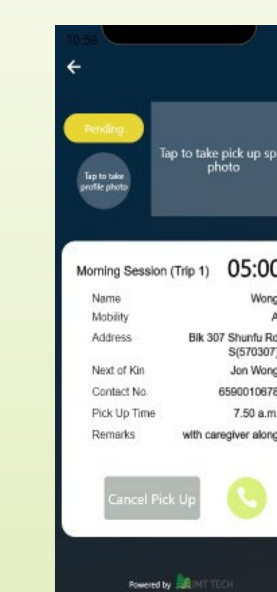 10:58
Pending
Tap to take pick up sp
photo
Tap to take
profile photo
Morning Session (Trip 1) 05:00
Name Wong
Mobility A
Address Blk 307 Shunfu Ro
S(570307)
Next of Kin Jon Wong
Contact No. 6590010678
Pick Up Time 7.50 a.m.
Remarks with caregiver along
Cancel Pick Up
Powered by IMT TECH